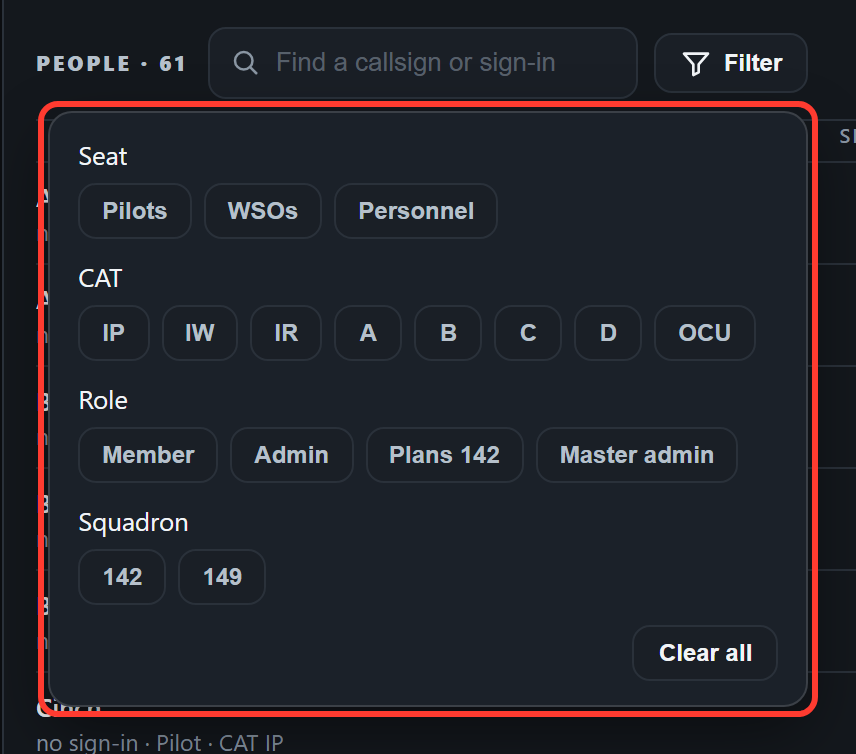 PEOPLE · 61
Find a callsign or sign-in
Filter
Seat
Pilots
WSOs
Personnel
CAT
IP
IW
IR
A
B
C
D
OCU
Role
Member
Admin
Plans 142
Master admin
Squadron
142
149
Clear all
no sign-in · Pilot · CAT IP